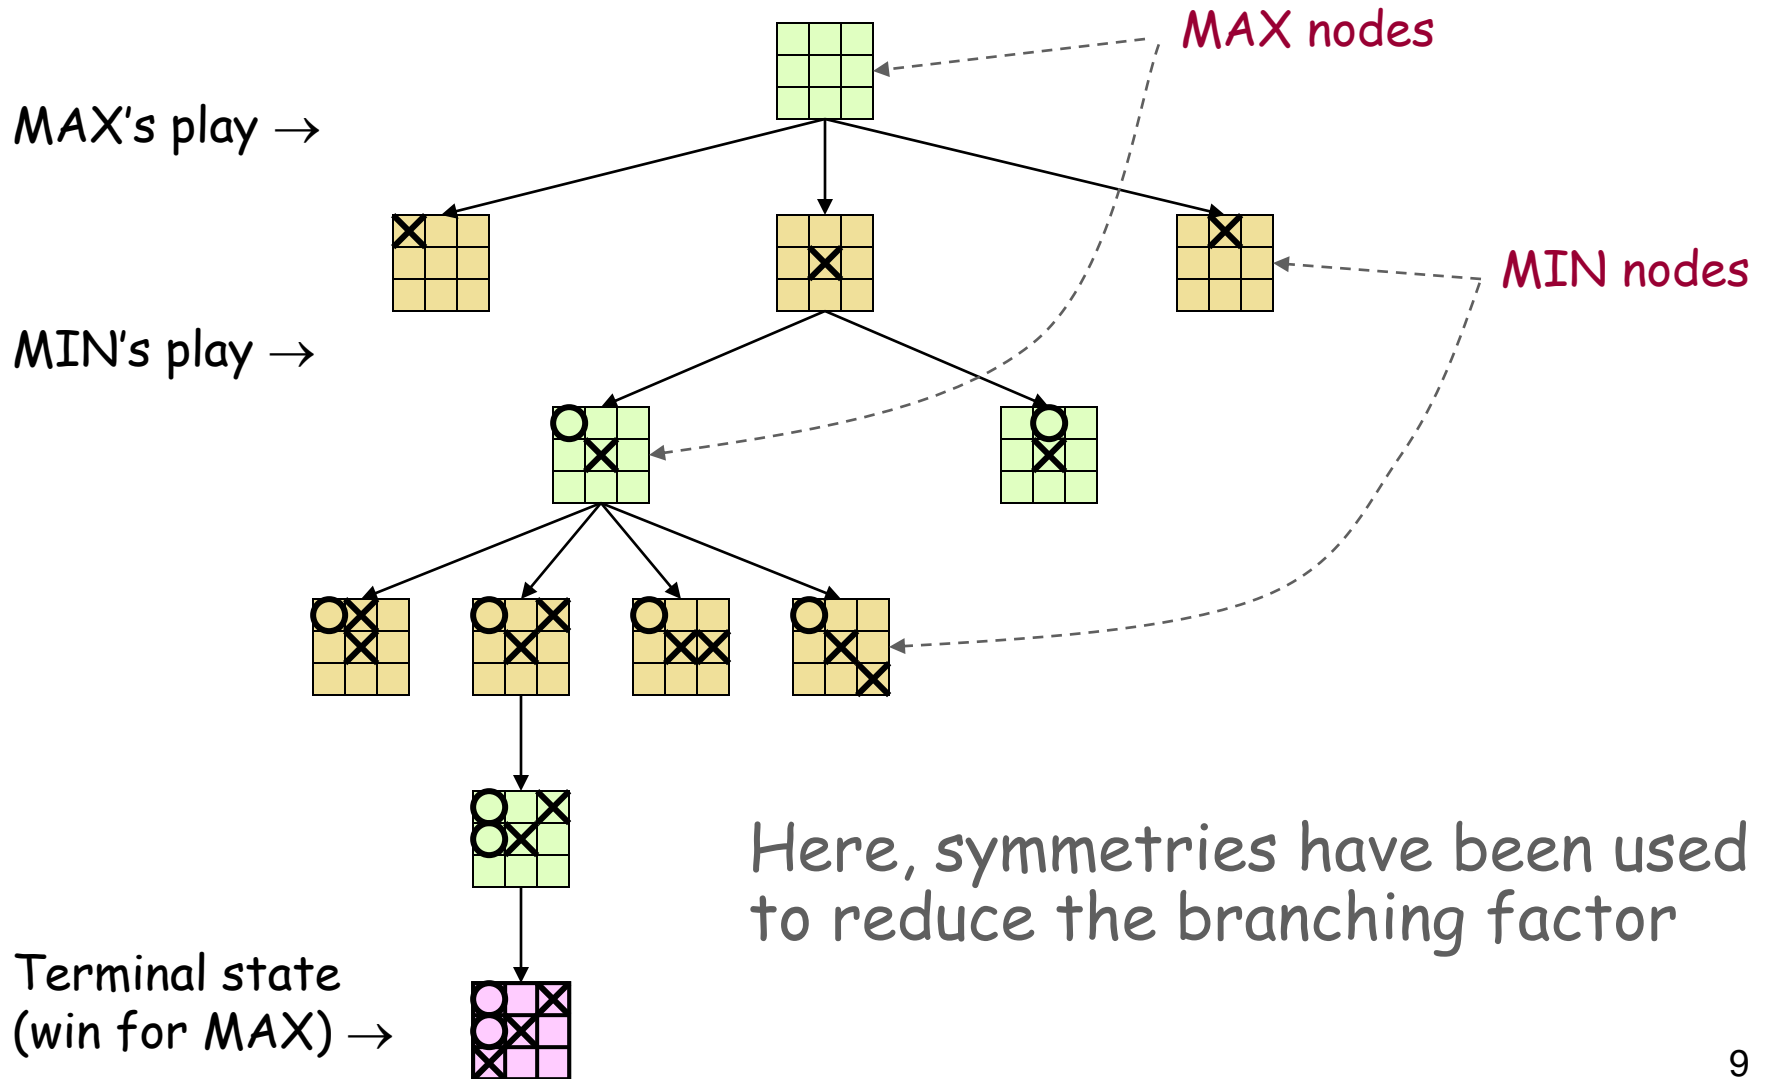 MAX nodes
MAX's play →
MIN nodes
MIN's play →
Here, symmetries have been used
to reduce the branching factor
Terminal state
(win for MAX) →
9